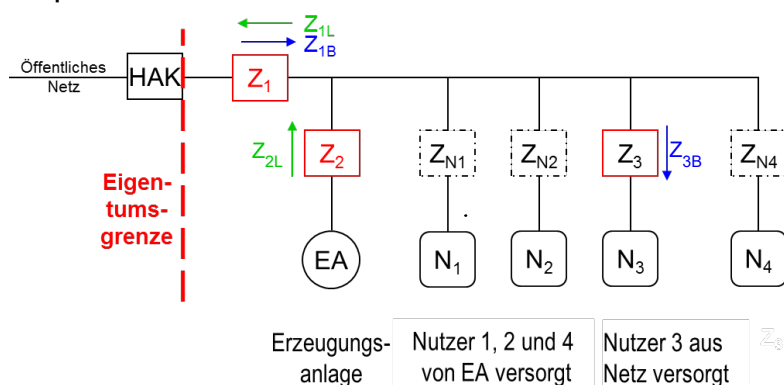 Z1L
Z1B
Öffentliches
Netz
HAK
Z1
Z2L
Z2
ZN1
ZN2
Z3
Z3B
ZN4
Eigen-
tums-
grenze
EA
N1
N2
N3
N4
Erzeugungs-
anlage
Nutzer 1, 2 und 4
von EA versorgt
Nutzer 3 aus
Netz versorgt